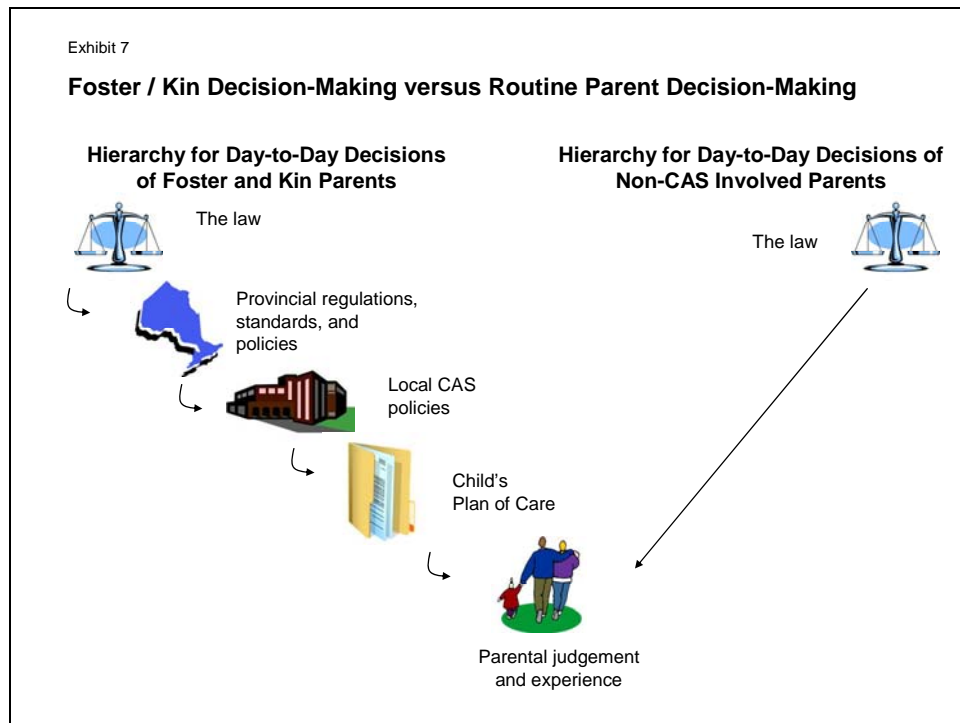 Exhibit 7
Foster / Kin Decision-Making versus Routine Parent Decision-Making
Hierarchy for Day-to-Day Decisions
of Foster and Kin Parents
The law
Provincial regulations,
standards, and
policies
Local CAS
policies
Child's
Plan of Care
Parental judgement
and experience
Hierarchy for Day-to-Day Decisions of
Non-CAS Involved Parents
The law